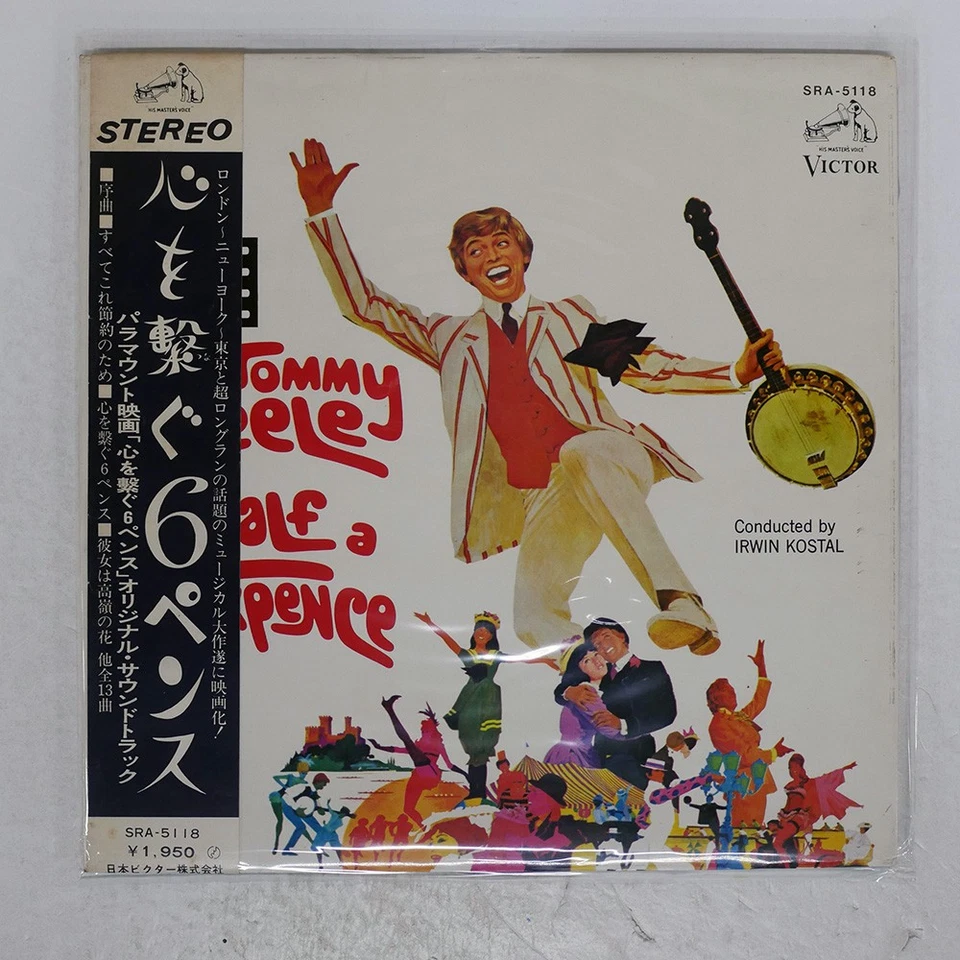 HIS MASTER'S VOICE
STEREO
ロンドン〜ニューヨーク〜東京と超ロングランの話題のミュージカル大作遂に映画化!
心を繋ぐ6ペンス
パラマウント映画「心を繋ぐ6ペンス」オリジナル・サウンドトラック
■序曲■すべてこれ節約のため■心を繋ぐ6ペンス■彼女は高嶺の花 他全13曲
SRA-5118
¥1,950
日本ビクター株式会社
SRA-5118
HIS MASTER'S VOICE
VICTOR
TOMMY
eeLe
aLF a
xpence
Conducted by
IRWIN KOSTAL